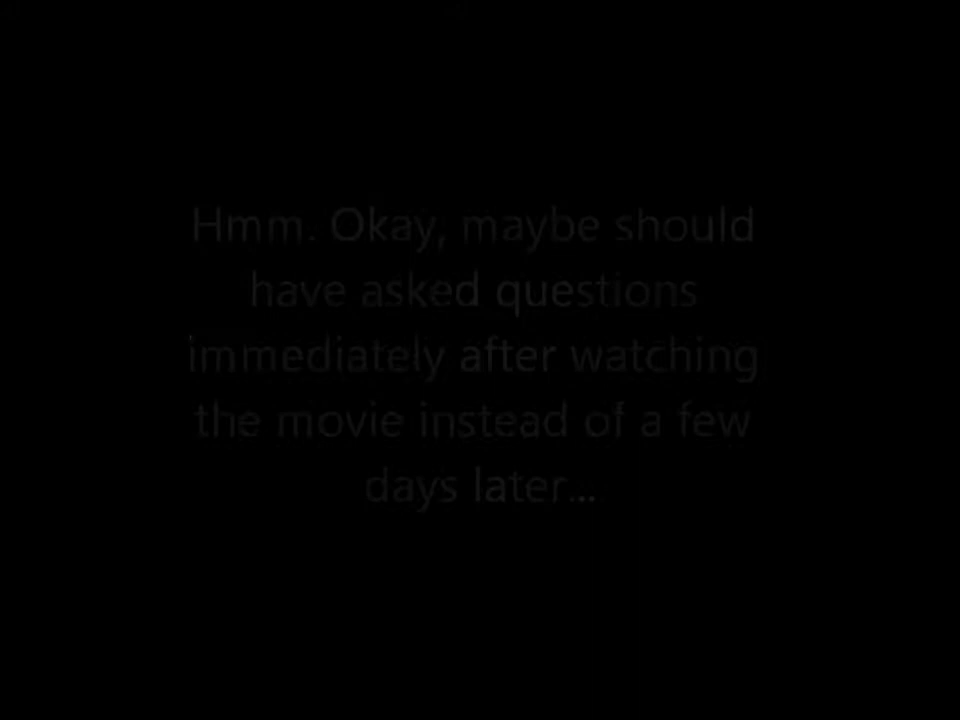 Hmm. Okay, maybe should
have asked questions
immediately after watching
the movie instead of a few
days later...